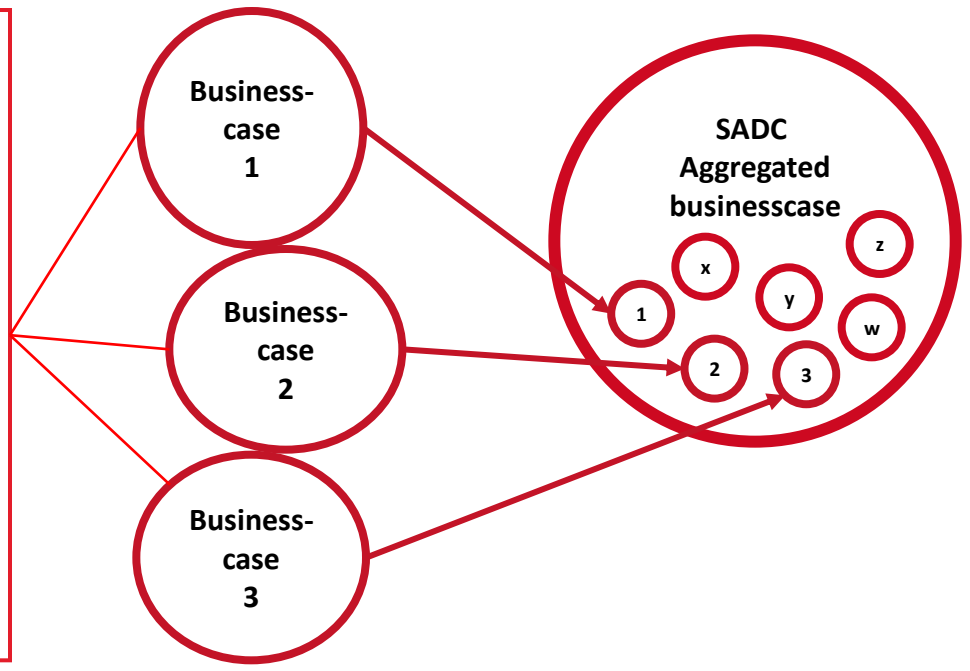 Business-
case
1
Business-
case
2
Business-
case
3
SADC
Aggregated
businesscase
z
x
y
1
w
2
3